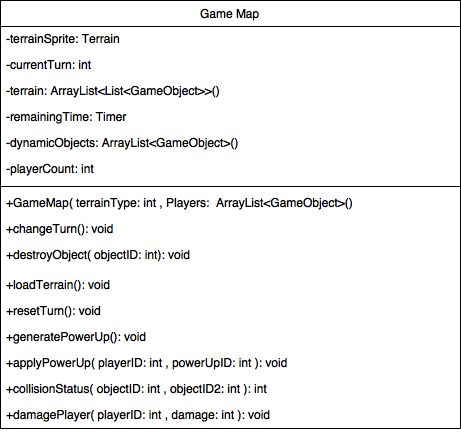 Game Map
-terrainSprite: Terrain
-currentTurn: int
-terrain: ArrayList<List<GameObject>>()
-remainingTime: Timer
-dynamicObjects: ArrayList<GameObject>()
-playerCount: int
+GameMap( terrainType: int , Players:  ArrayList<GameObject>()
+changeTurn(): void
+destroyObject( objectID: int): void
+loadTerrain(): void
+resetTurn(): void
+generatePowerUp(): void
+applyPowerUp( playerID: int , powerUpID: int ): void
+collisionStatus( objectID: int , objectID2: int ): int
+damagePlayer( playerID: int , damage: int ): void